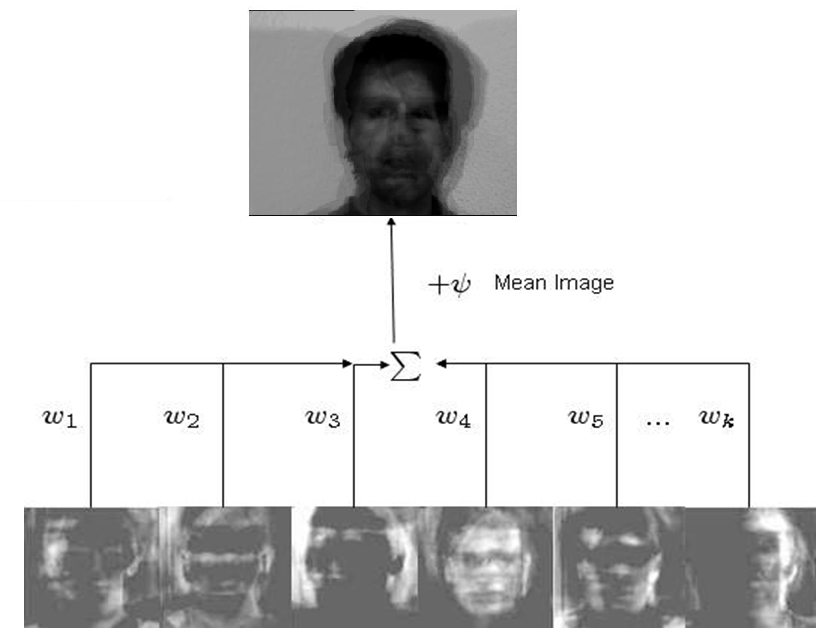 +ψ Mean Image
∑
w₁ w₂ w₃ w₄ w₅ ... wₖ